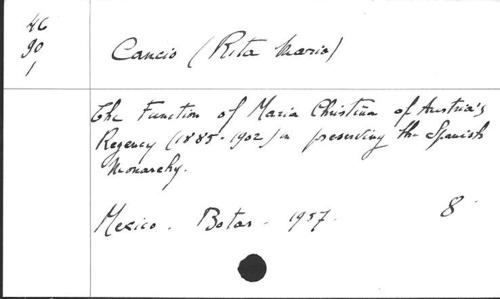 46
90
1
Cancio (Rita Maria)
The Function of Maria Christina of Austria's
Regency (1885-1902) in preserving the Spanish
Monarchy.
Mexico. Botas. 1957. 8